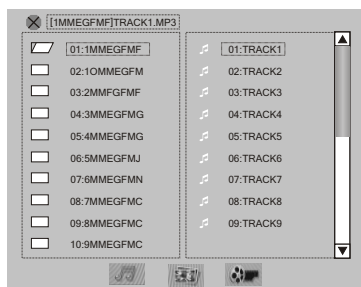 [1MMEGFMF]TRACK1.MP3
01:1MMEGFMF
02:1OMMEGFM
03:2MMFGFMF
04:3MMEGFMG
05:4MMEGFMG
06:5MMEGFMJ
07:6MMEGFMN
08:7MMEGFMC
09:8MMEGFMC
10:9MMEGFMC
01:TRACK1
02:TRACK2
03:TRACK3
04:TRACK4
05:TRACK5
06:TRACK6
07:TRACK7
08:TRACK8
09:TRACK9